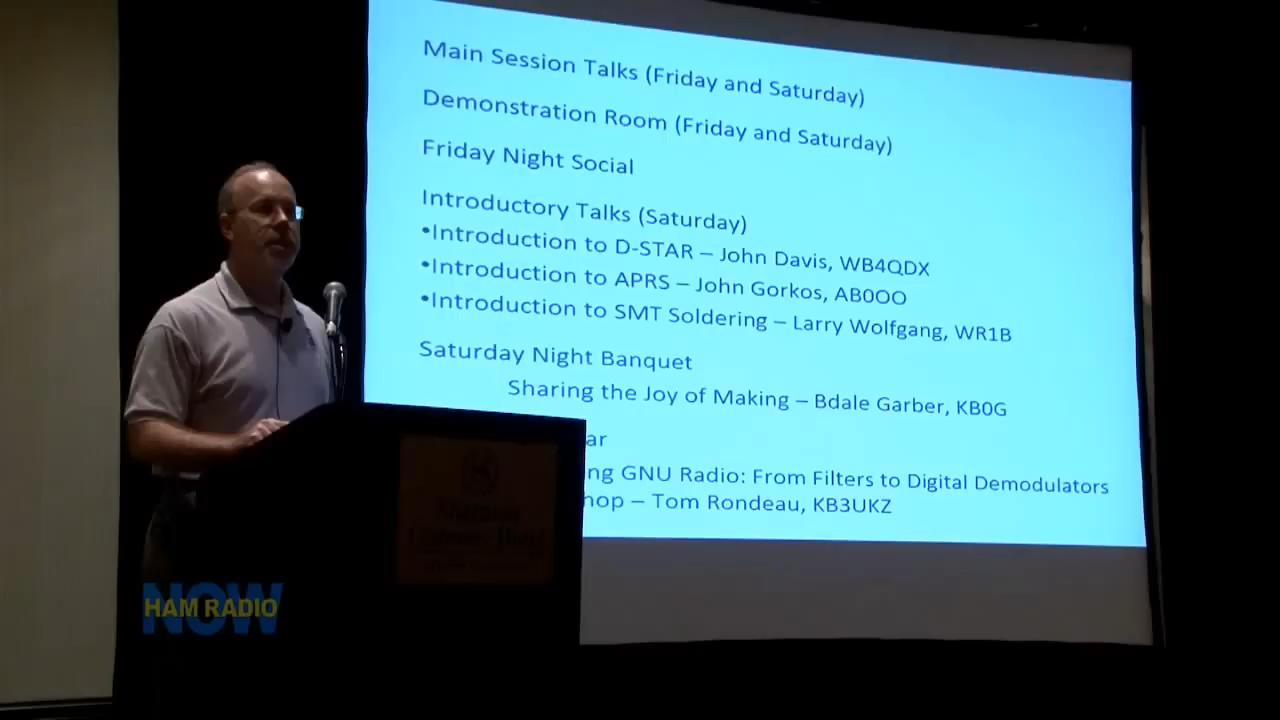 Main Session Talks (Friday and Saturday)
Demonstration Room (Friday and Saturday)
Friday Night Social
Introductory Talks (Saturday)
•Introduction to D-STAR – John Davis, WB4QDX
•Introduction to APRS – John Gorkos, AB0OO
•Introduction to SMT Soldering – Larry Wolfgang, WR1B
Saturday Night Banquet
Sharing the Joy of Making – Bdale Garber, KB0G
ar
ng GNU Radio: From Filters to Digital Demodulators
hop – Tom Rondeau, KB3UKZ
NOW
HAM RADIO